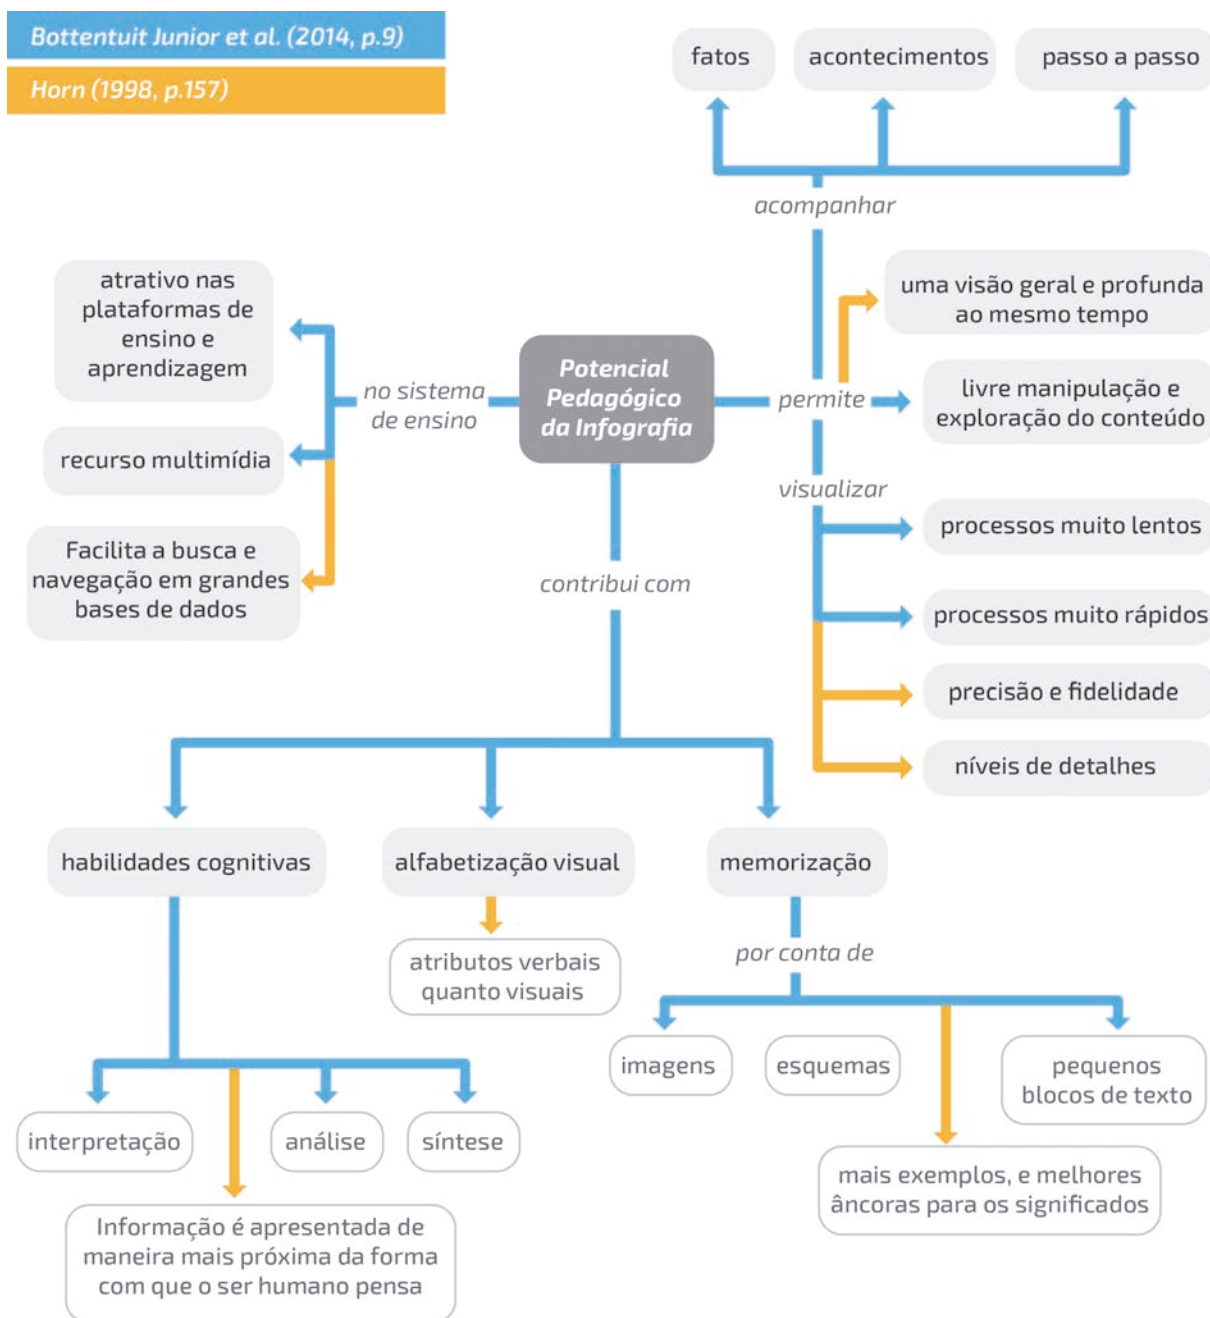 Bottentuit Junior et al. (2014, p.9)
Horn (1998, p.157)
fatos
acontecimentos
passo a passo
acompanhar
atrativo nas
plataformas de
ensino e
aprendizagem
recurso multimídia
Facilita a busca e
navegação em grandes
bases de dados
no sistema
de ensino
Potencial
Pedagógico
da Infografia
permite
uma visão geral e profunda
ao mesmo tempo
livre manipulação e
exploração do conteúdo
visualizar
processos muito lentos
processos muito rápidos
precisão e fidelidade
níveis de detalhes
contribui com
habilidades cognitivas
alfabetização visual
memorização
atributos verbais
quanto visuais
por conta de
interpretação
análise
síntese
Informação é apresentada de
maneira mais próxima da forma
com que o ser humano pensa
imagens
esquemas
pequenos
blocos de texto
mais exemplos, e melhores
âncoras para os significados